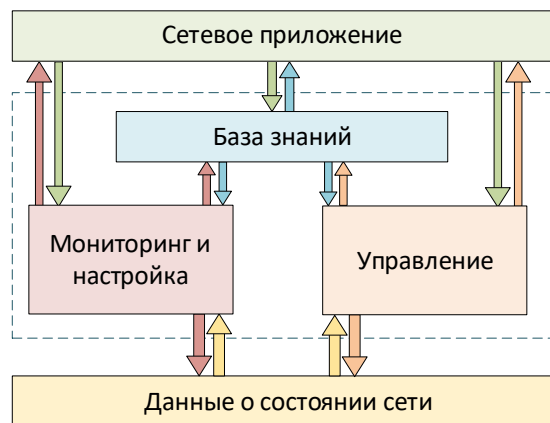 Сетевое приложение
База знаний
Мониторинг и
настройка
Управление
Данные о состоянии сети